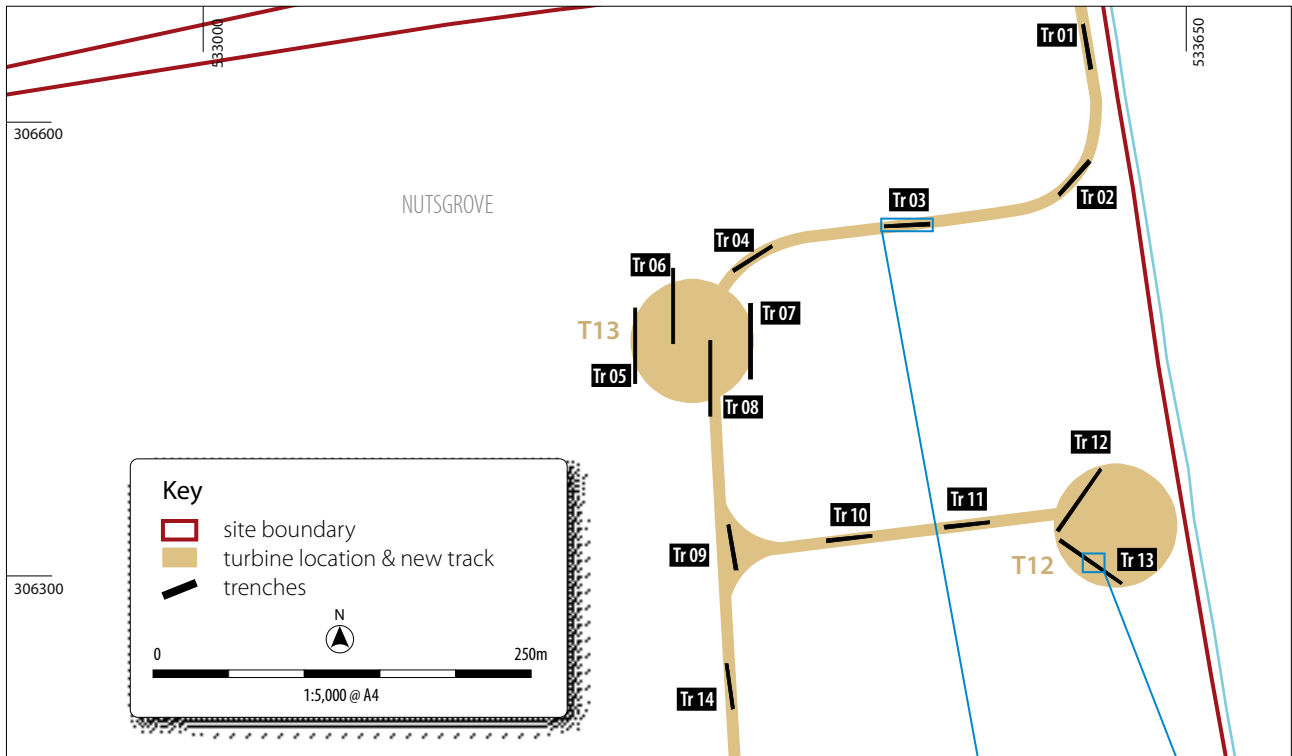 533000
533650
Tr 01
306600
Tr 02
NUTSGROVE
Tr 03
Tr 04
Tr 06
T13
Tr 07
Tr 05
Tr 08
Tr 12
Tr 11
Tr 10
Tr 09
T12
Tr 13
306300
Tr 14
Key
site boundary
turbine location & new track
trenches
N
0 250m
1:5,000 @ A4